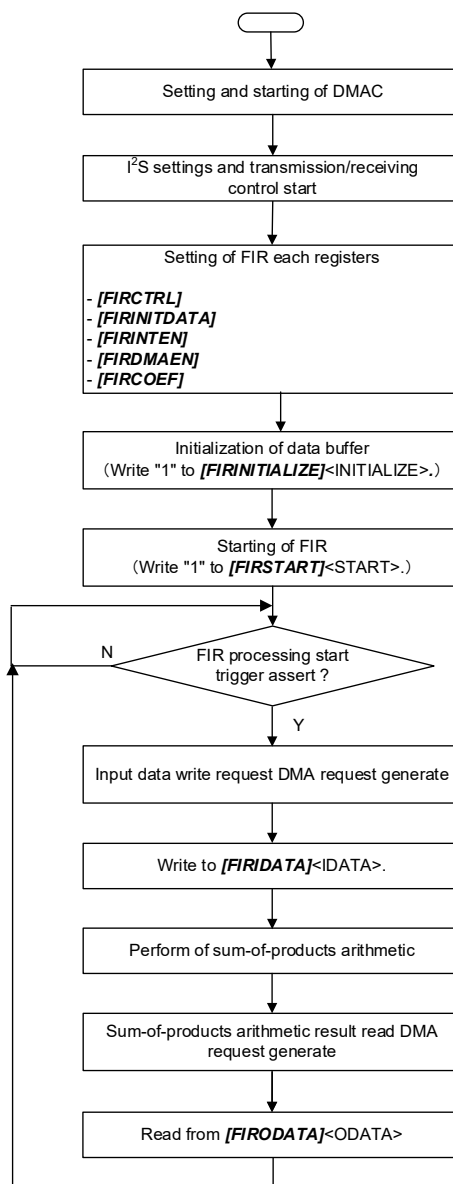 Setting and starting of DMAC
I²S settings and transmission/receiving
control start
Setting of FIR each registers
- [FIRCTRL]
- [FIRINITDATA]
- [FIRINTEN]
- [FIRDMAEN]
- [FIRCOEF]
Initialization of data buffer
（Write "1" to [FIRINITIALIZE]<INITIALIZE>.）
Starting of FIR
（Write "1" to [FIRSTART]<START>.）
N
FIR processing start
trigger assert ?
Y
Input data write request DMA request generate
Write to [FIRIDATA]<IDATA>.
Perform of sum-of-products arithmetic
Sum-of-products arithmetic result read DMA
request generate
Read from [FIRODATA]<ODATA>